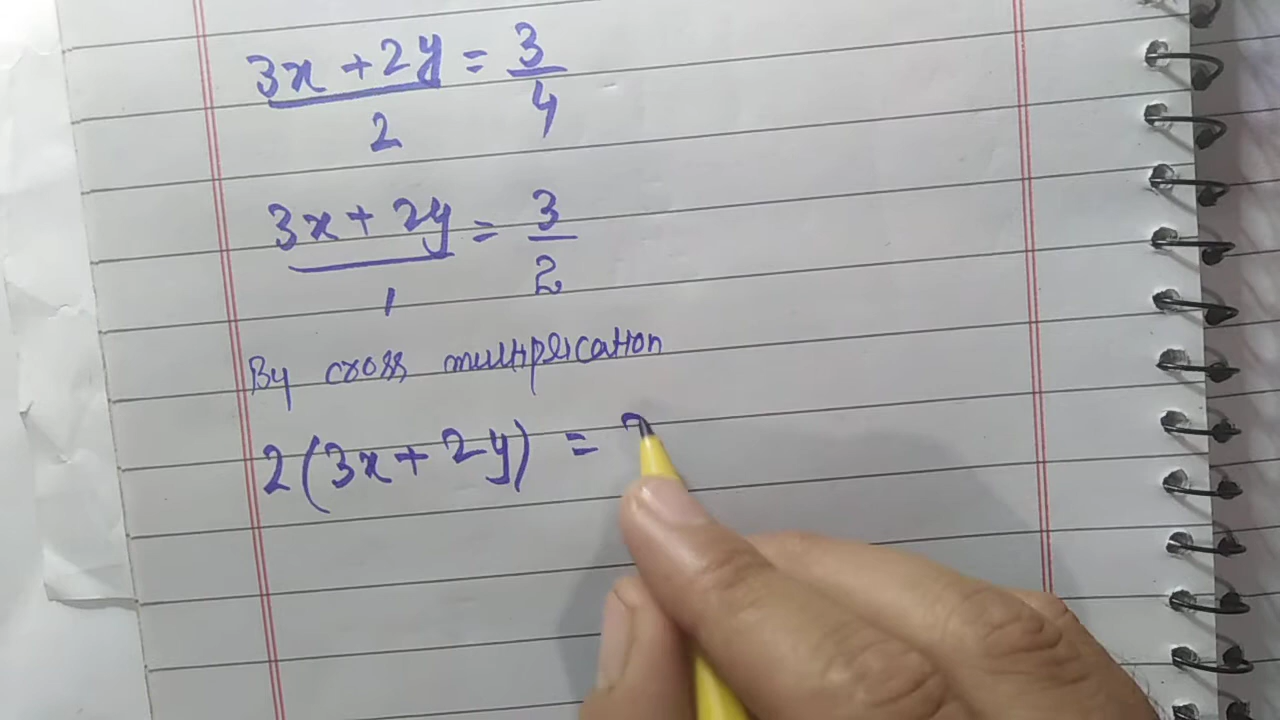 3x + 2y = 3
2 4
3x + 2y = 3
1 2
By cross multiplication
2(3x + 2y) =